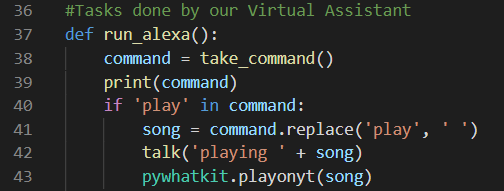 36 #Tasks done by our Virtual Assistant
37 def run_alexa():
38     command = take_command()
39     print(command)
40     if 'play' in command:
41         song = command.replace('play', ' ')
42         talk('playing ' + song)
43         pywhatkit.playonyt(song)